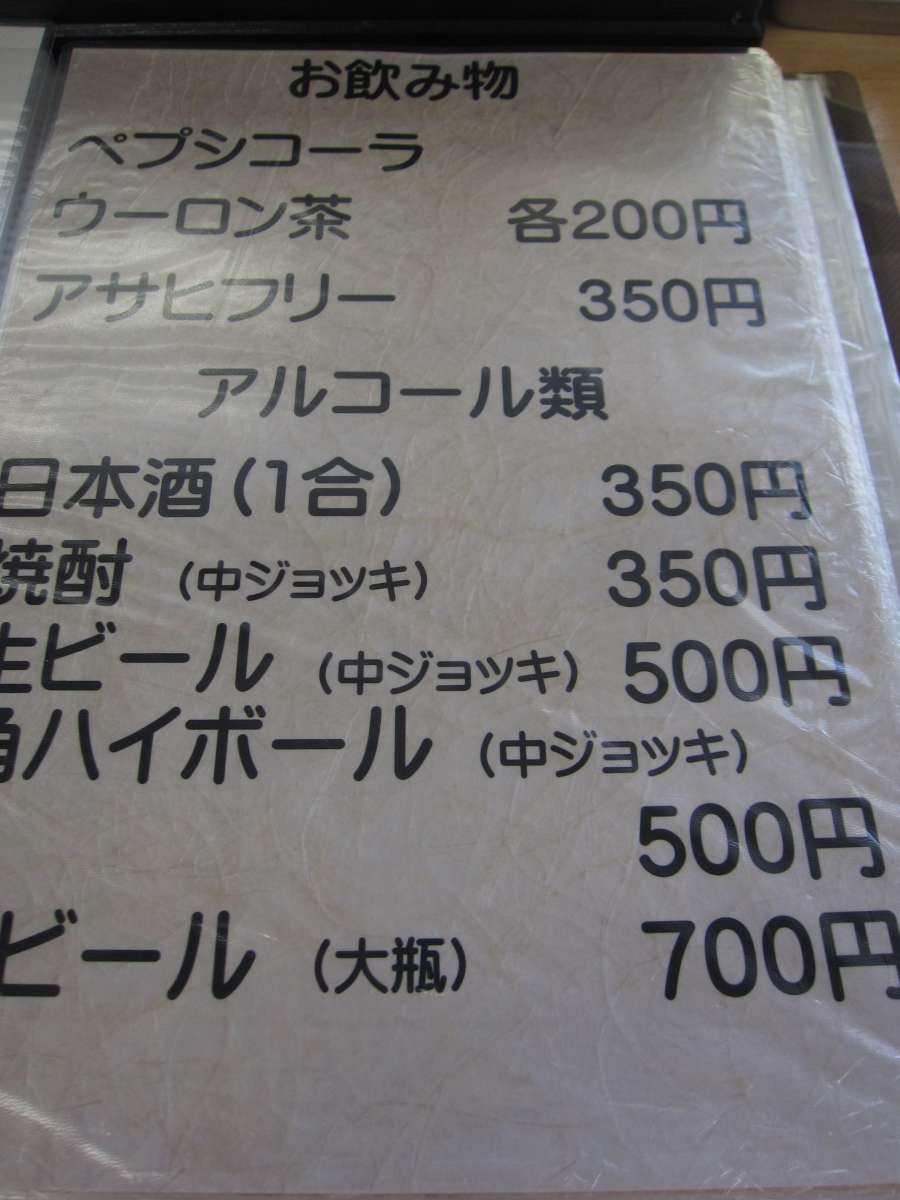 お飲み物
ペプシコーラ
ウーロン茶 各200円
アサヒフリー 350円
アルコール類
日本酒(1合) 350円
焼酎 (中ジョッキ) 350円
生ビール (中ジョッキ) 500円
角ハイボール (中ジョッキ)
500円
ビール (大瓶) 700円